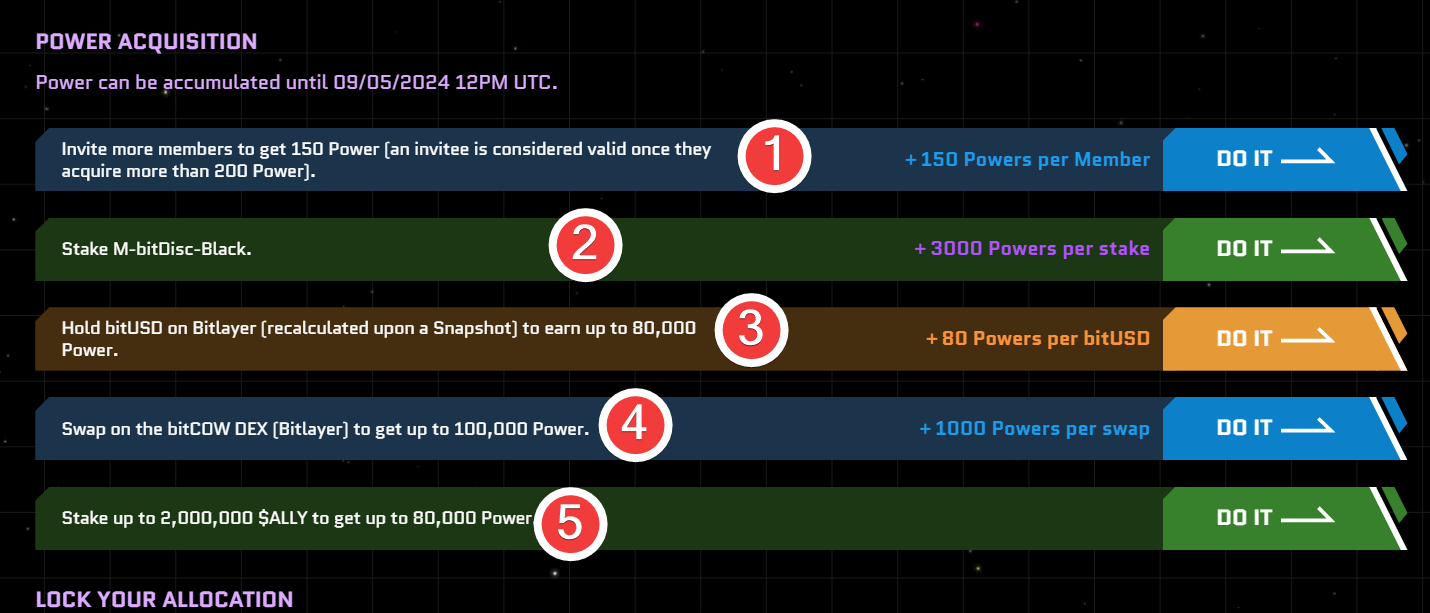 POWER ACQUISITION
Power can be accumulated until 09/05/2024 12PM UTC.
Invite more members to get 150 Power (an invitee is considered valid once they
acquire more than 200 Power).
1
+150 Powers per Member
DO IT
Stake M-bitDisc-Black.
2
+3000 Powers per stake
DO IT
Hold bitUSD on Bitlayer (recalculated upon a Snapshot) to earn up to 80,000
Power.
3
+80 Powers per bitUSD
DO IT
Swap on the bitCOW DEX (Bitlayer) to get up to 100,000 Power.
4
+1000 Powers per swap
DO IT
Stake up to 2,000,000 $ALLY to get up to 80,000 Power.
5
DO IT
LOCK YOUR ALLOCATION